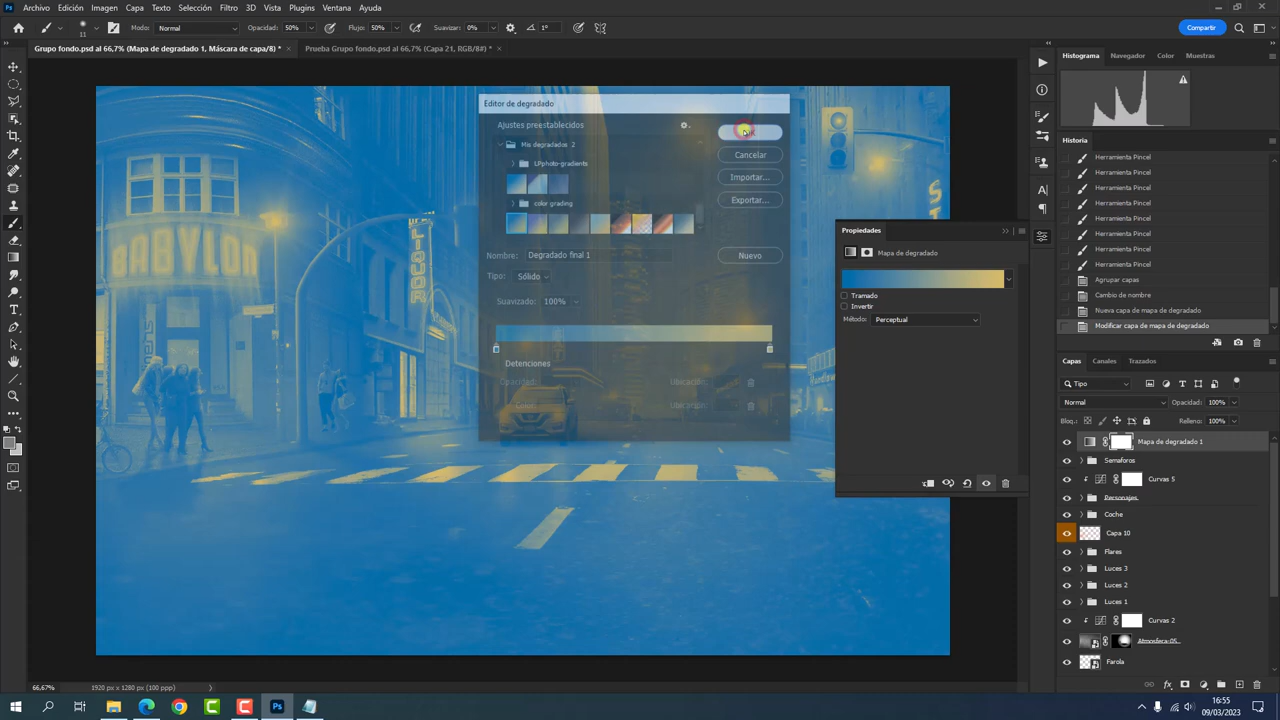 Archivo Edición Imagen Capa Texto Selección Filtro 3D Vista Plugins Ventana Ayuda
11 Modo: Normal Opacidad: 50% Flujo: 50% Suavizar: 0% 1° Compartir
Grupo fondo.psd al 66,7% (Mapa de degradado 1, Máscara de capa/8) * × Prueba Grupo fondo.psd al 66,7% (Capa 21, RGB/8#) * ×
Histograma Navegador Color Muestras
Editor de degradado
Ajustes preestablecidos
Mis degradados 2
LPphoto-gradients
color grading
Cancelar
Importar...
Exportar...
Nombre: Degradado final 1 Nuevo
Tipo: Sólido
Suavizado: 100%
Detenciones
Opacidad: Ubicación:
Color: Ubicación:
BABYLON
Propiedades
Mapa de degradado
Tramado
Invertir
Método: Perceptual
Historia
Herramienta Pincel
Herramienta Pincel
Herramienta Pincel
Herramienta Pincel
Herramienta Pincel
Herramienta Pincel
Herramienta Pincel
Herramienta Pincel
Agrupar capas
Cambio de nombre
Nueva capa de mapa de degradado
Modificar capa de mapa de degradado
Capas Canales Trazados
Tipo
Normal Opacidad: 100%
Bloq.: Relleno: 100%
Mapa de degradado 1
Semaforos
Curvas 5
Personajes
Coche
Capa 10
Flares
Luces 3
Luces 2
Luces 1
Curvas 2
Atmosfera-05
Farola
66,67% 1920 px x 1280 px (100 ppp)
16:55
09/03/2023